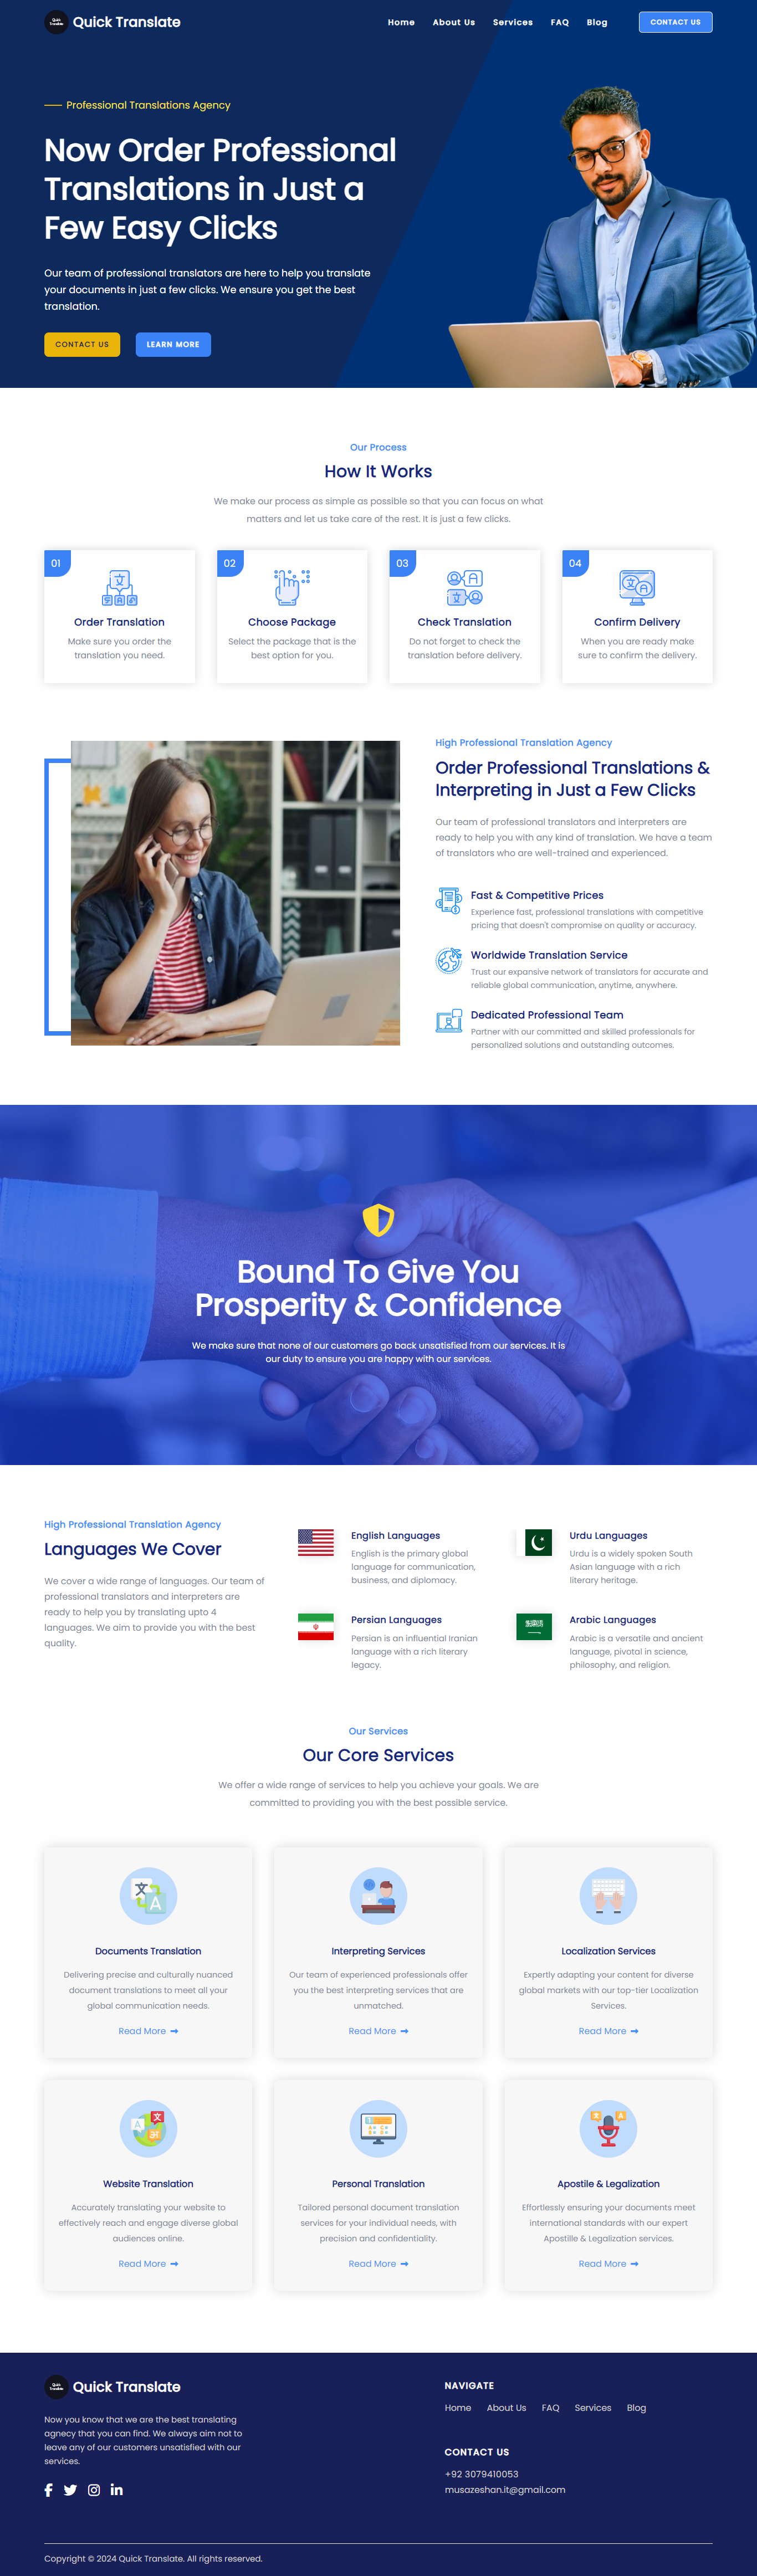 Quick Translate
Quick Translate
Home About Us Services FAQ Blog CONTACT US
Professional Translations Agency
Now Order Professional
Translations in Just a
Few Easy Clicks
Our team of professional translators are here to help you translate
your documents in just a few clicks. We ensure you get the best
translation.
CONTACT US LEARN MORE
Our Process
How It Works
We make our process as simple as possible so that you can focus on what
matters and let us take care of the rest. It is just a few clicks.
01
Order Translation
Make sure you order the
translation you need.
02
Choose Package
Select the package that is the
best option for you.
03
Check Translation
Do not forget to check the
translation before delivery.
04
Confirm Delivery
When you are ready make
sure to confirm the delivery.
High Professional Translation Agency
Order Professional Translations &
Interpreting in Just a Few Clicks
Our team of professional translators and interpreters are
ready to help you with any kind of translation. We have a team
of translators who are well-trained and experienced.
Fast & Competitive Prices
Experience fast, professional translations with competitive
pricing that doesn't compromise on quality or accuracy.
Worldwide Translation Service
Trust our expansive network of translators for accurate and
reliable global communication, anytime, anywhere.
Dedicated Professional Team
Partner with our committed and skilled professionals for
personalized solutions and outstanding outcomes.
Bound To Give You
Prosperity & Confidence
We make sure that none of our customers go back unsatisfied from our services. It is
our duty to ensure you are happy with our services.
High Professional Translation Agency
Languages We Cover
We cover a wide range of languages. Our team of
professional translators and interpreters are
ready to help you by translating upto 4
languages. We aim to provide you with the best
quality.
English Languages
English is the primary global
language for communication,
business, and diplomacy.
Urdu Languages
Urdu is a widely spoken South
Asian language with a rich
literary heritage.
Persian Languages
Persian is an influential Iranian
language with a rich literary
legacy.
Arabic Languages
Arabic is a versatile and ancient
language, pivotal in science,
philosophy, and religion.
Our Services
Our Core Services
We offer a wide range of services to help you achieve your goals. We are
committed to providing you with the best possible service.
Documents Translation
Delivering precise and culturally nuanced
document translations to meet all your
global communication needs.
Read More
Interpreting Services
Our team of experienced professionals offer
you the best interpreting services that are
unmatched.
Read More
Localization Services
Expertly adapting your content for diverse
global markets with our top-tier Localization
Services.
Read More
Website Translation
Accurately translating your website to
effectively reach and engage diverse global
audiences online.
Read More
Personal Translation
Tailored personal document translation
services for your individual needs, with
precision and confidentiality.
Read More
Apostile & Legalization
Effortlessly ensuring your documents meet
international standards with our expert
Apostille & Legalization services.
Read More
Quick Translate
Quick Translate
Now you know that we are the best translating
agnecy that you can find. We always aim not to
leave any of our customers unsatisfied with our
services.
NAVIGATE
Home About Us FAQ Services Blog
CONTACT US
+92 3079410053
musazeshan.it@gmail.com
Copyright © 2024 Quick Translate. All rights reserved.